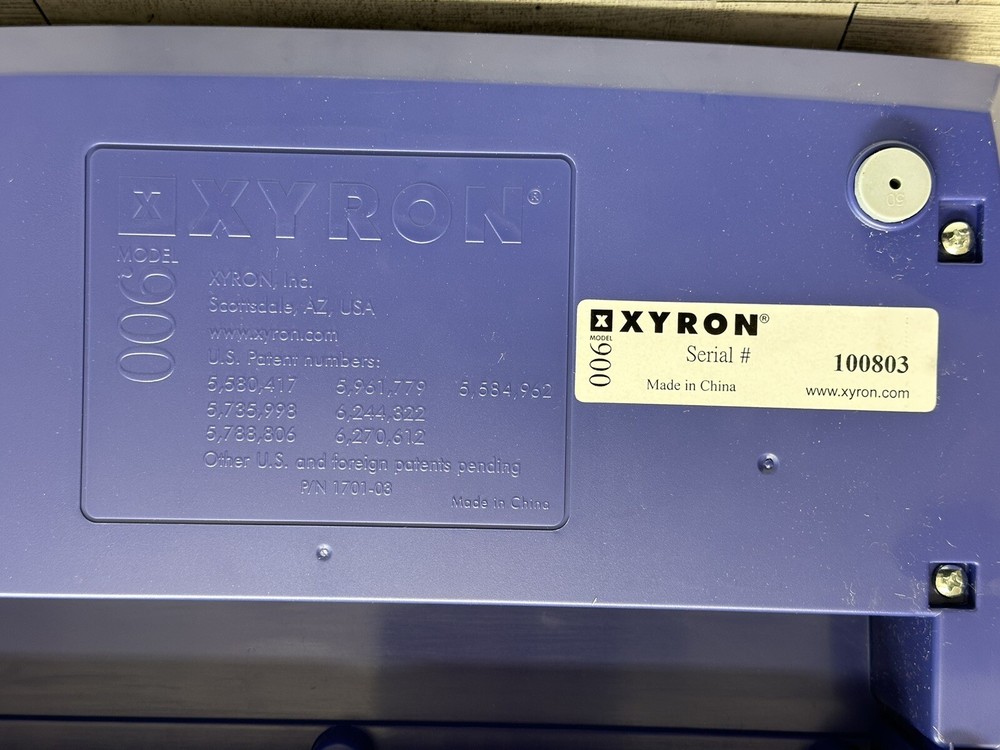 X XYRON®
MODEL
900
XYRON, Inc.
Scottsdale, AZ, USA
www.xyron.com
U.S. Patent numbers:
5,580,417 5,961,779 5,584,962
5,735,998 6,244,322
5,788,806 6,270,612
Other U.S. and foreign patents pending
P/N 1701-03
Made in China
X XYRON®
MODEL
900
Serial # 100803
Made in China www.xyron.com
50